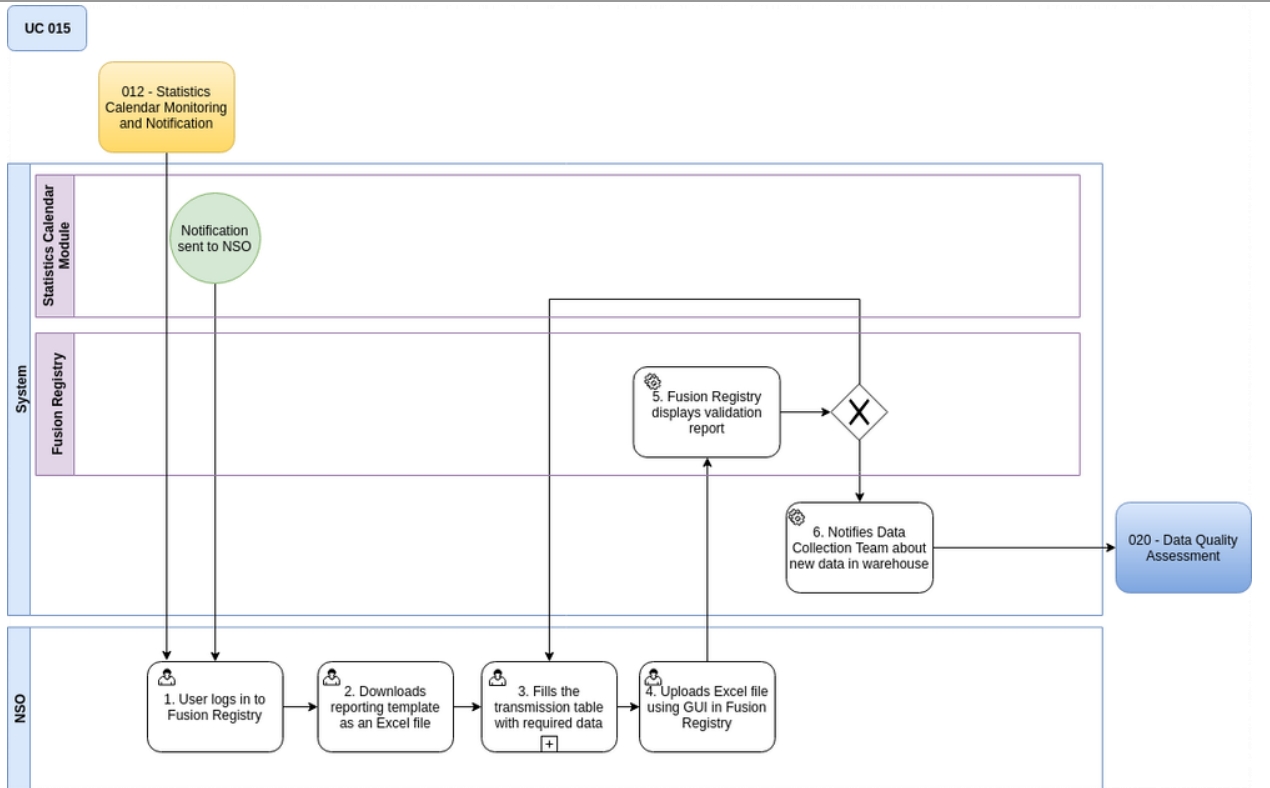 UC 015
012 - Statistics
Calendar Monitoring
and Notification
System
Statistics Calendar
Module
Notification
sent to NSO
Fusion Registry
5. Fusion Registry
displays validation
report
X
6. Notifies Data
Collection Team about
new data in warehouse
020 - Data Quality
Assessment
NSO
1. User logs in to
Fusion Registry
2. Downloads
reporting template
as an Excel file
3. Fills the
transmission table
with required data
+
4. Uploads Excel file
using GUI in Fusion
Registry